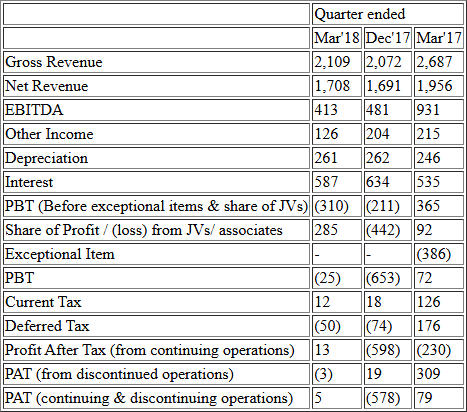 Quarter ended
Mar'18 Dec'17 Mar'17
Gross Revenue 2,109 2,072 2,687
Net Revenue 1,708 1,691 1,956
EBITDA 413 481 931
Other Income 126 204 215
Depreciation 261 262 246
Interest 587 634 535
PBT (Before exceptional items & share of JVs) (310) (211) 365
Share of Profit / (loss) from JVs/ associates 285 (442) 92
Exceptional Item - - (386)
PBT (25) (653) 72
Current Tax 12 18 126
Deferred Tax (50) (74) 176
Profit After Tax (from continuing operations) 13 (598) (230)
PAT (from discontinued operations) (3) 19 309
PAT (continuing & discontinuing operations) 5 (578) 79